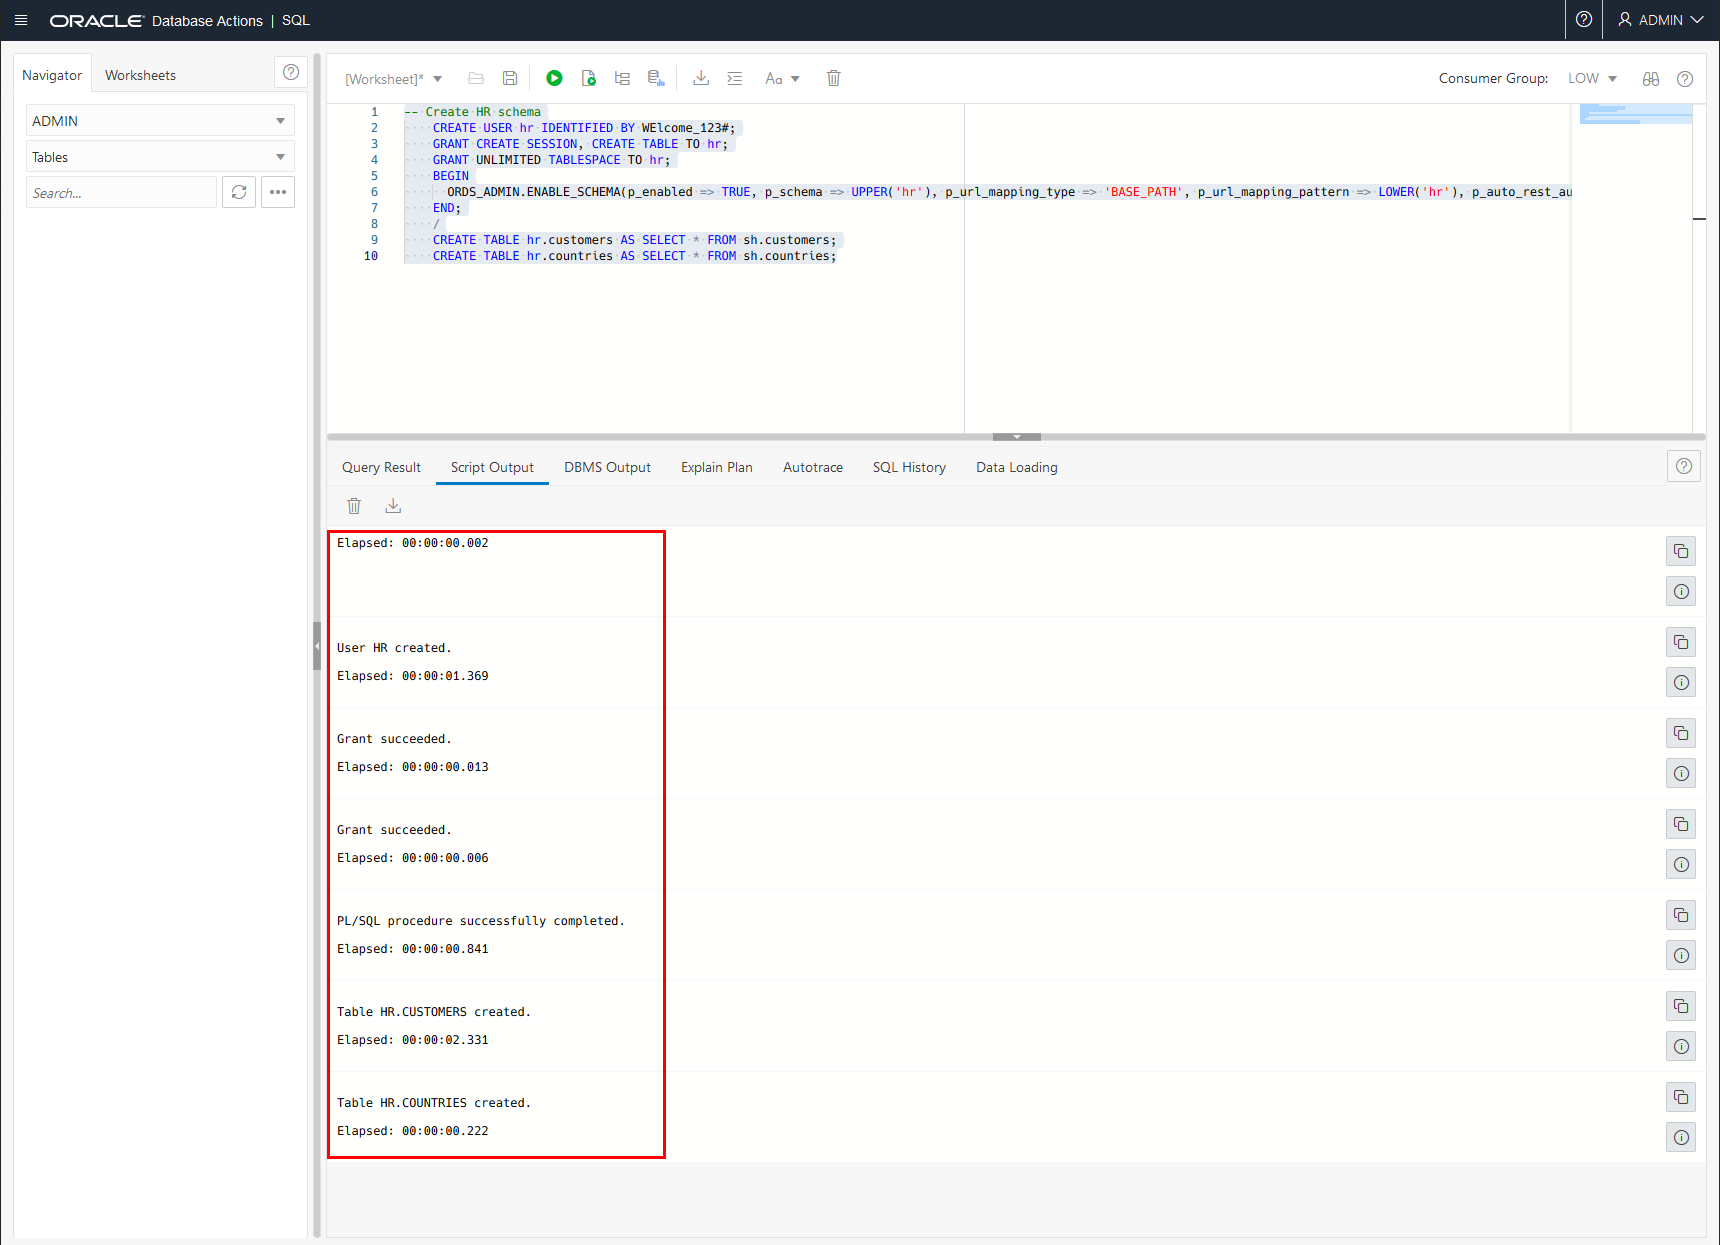 ORACLE Database Actions | SQL
ADMIN
Navigator
Worksheets
ADMIN
Tables
Search...
[Worksheet]*
Aa
Consumer Group:
LOW
1 -- Create HR schema
2 CREATE USER hr IDENTIFIED BY WElcome_123#;
3 GRANT CREATE SESSION, CREATE TABLE TO hr;
4 GRANT UNLIMITED TABLESPACE TO hr;
5 BEGIN
6 ORDS_ADMIN.ENABLE_SCHEMA(p_enabled => TRUE, p_schema => UPPER('hr'), p_url_mapping_type => 'BASE_PATH', p_url_mapping_pattern => LOWER('hr'), p_auto_rest_au
7 END;
8 /
9 CREATE TABLE hr.customers AS SELECT * FROM sh.customers;
10 CREATE TABLE hr.countries AS SELECT * FROM sh.countries;
Query Result
Script Output
DBMS Output
Explain Plan
Autotrace
SQL History
Data Loading
Elapsed: 00:00:00.002
User HR created.
Elapsed: 00:00:01.369
Grant succeeded.
Elapsed: 00:00:00.013
Grant succeeded.
Elapsed: 00:00:00.006
PL/SQL procedure successfully completed.
Elapsed: 00:00:00.841
Table HR.CUSTOMERS created.
Elapsed: 00:00:02.331
Table HR.COUNTRIES created.
Elapsed: 00:00:00.222